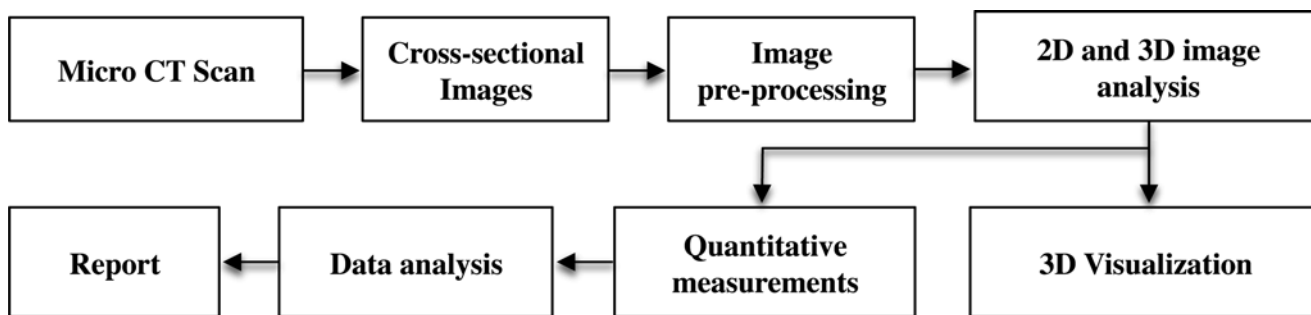 Micro CT Scan
Cross-sectional
Images
Image
pre-processing
2D and 3D image
analysis
Report
Data analysis
Quantitative
measurements
3D Visualization